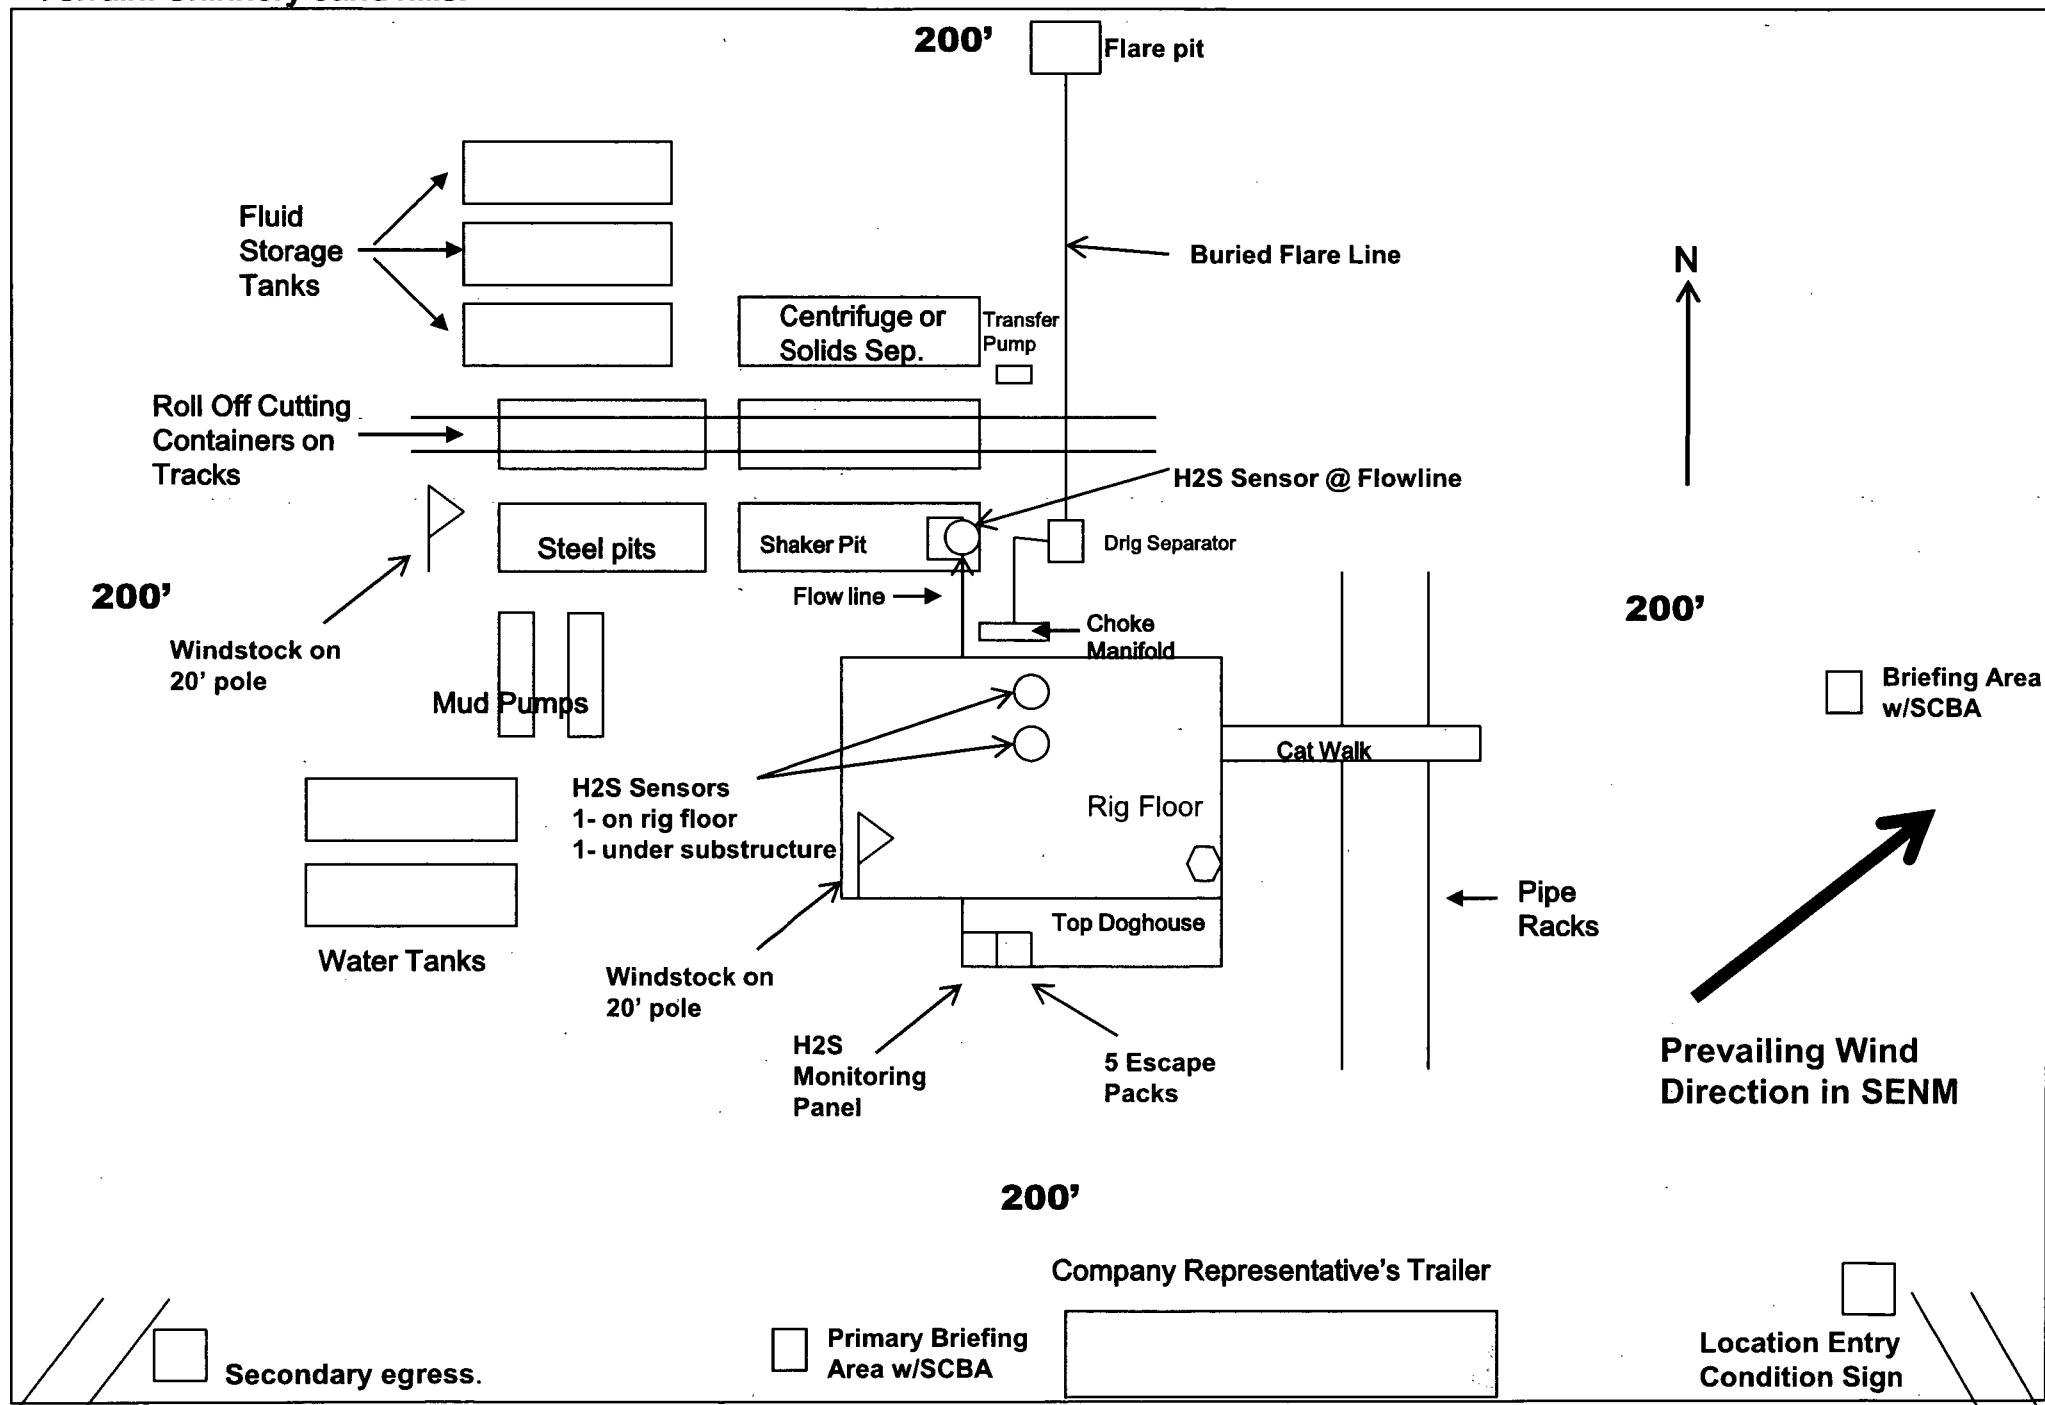 200'
Flare pit
Fluid
Storage
Tanks
Buried Flare Line
N
Centrifuge or
Solids Sep.
Transfer
Pump
Roll Off Cutting
Containers on
Tracks
H2S Sensor @ Flowline
Steel pits
Shaker Pit
Drlg Separator
200'
Flow line
200'
Choke
Manifold
Windstock on
20' pole
Mud Pumps
Briefing Area
w/SCBA
Cat Walk
H2S Sensors
1- on rig floor
1- under substructure
Rig Floor
Pipe
Racks
Top Doghouse
Water Tanks
Windstock on
20' pole
H2S
Monitoring
Panel
5 Escape
Packs
Prevailing Wind
Direction in SENM
200'
Company Representative's Trailer
Primary Briefing
Area w/SCBA
Location Entry
Condition Sign
Secondary egress.